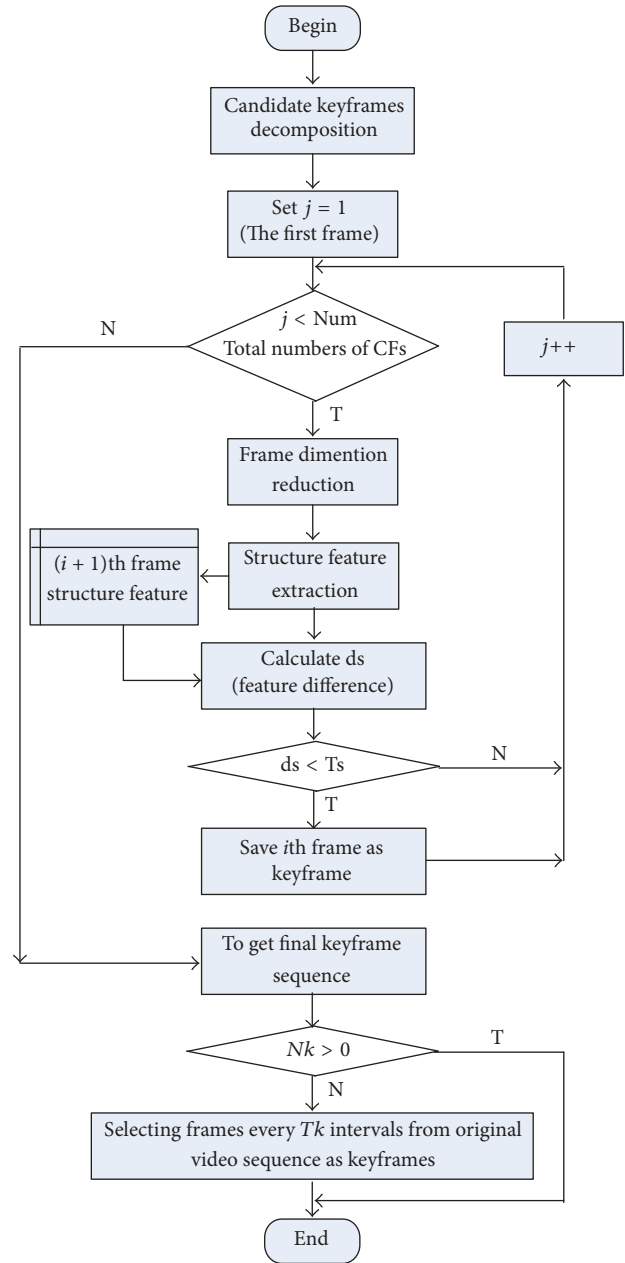 Begin
Candidate keyframes
decomposition
Set j = 1
(The first frame)
j < Num
Total numbers of CFs
N
j++
T
Frame dimention
reduction
Structure feature
extraction
(i + 1)th frame
structure feature
Calculate ds
(feature difference)
ds < Ts
N
T
Save ith frame as
keyframe
To get final keyframe
sequence
Nk > 0
T
N
Selecting frames every Tk intervals from original
video sequence as keyframes
End